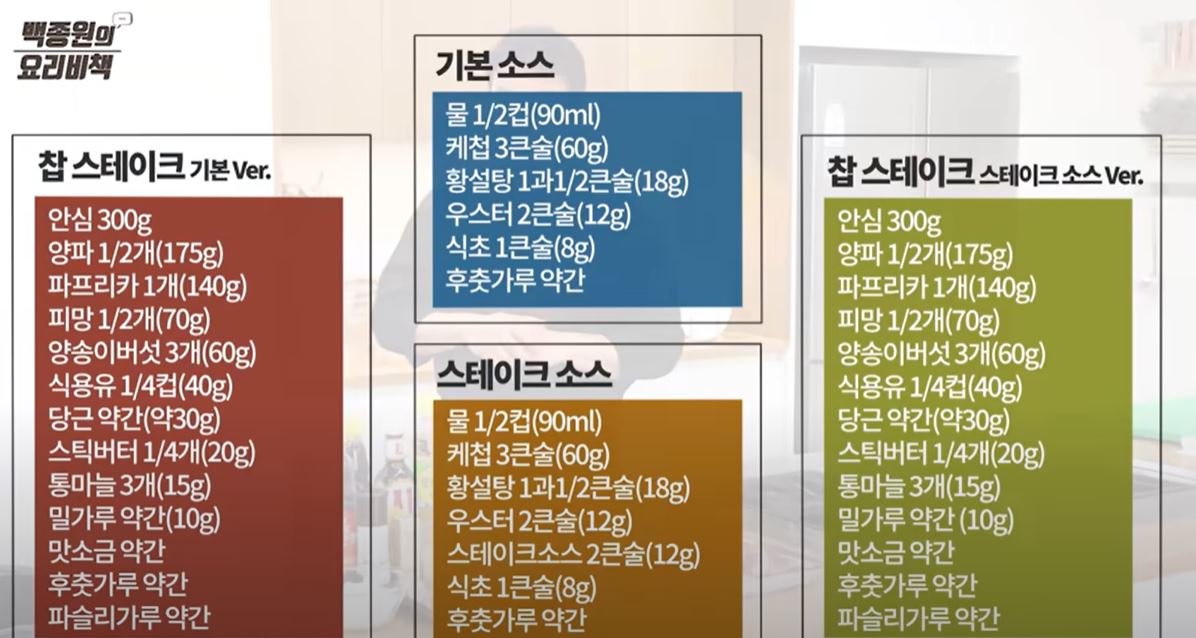 백종원의
요리비책
찹 스테이크 기본 Ver.
안심 300g
양파 1/2개(175g)
파프리카 1개(140g)
피망 1/2개(70g)
양송이버섯 3개(60g)
식용유 1/4컵(40g)
당근 약간(약30g)
스틱버터 1/4개(20g)
통마늘 3개(15g)
밀가루 약간(10g)
맛소금 약간
후춧가루 약간
파슬리가루 약간
기본 소스
물 1/2컵(90ml)
케첩 3큰술(60g)
황설탕 1과1/2큰술(18g)
우스터 2큰술(12g)
식초 1큰술(8g)
후춧가루 약간
스테이크 소스
물 1/2컵(90ml)
케첩 3큰술(60g)
황설탕 1과1/2큰술(18g)
우스터 2큰술(12g)
스테이크소스 2큰술(12g)
식초 1큰술(8g)
후춧가루 약간
찹 스테이크 스테이크 소스 Ver.
안심 300g
양파 1/2개(175g)
파프리카 1개(140g)
피망 1/2개(70g)
양송이버섯 3개(60g)
식용유 1/4컵(40g)
당근 약간(약30g)
스틱버터 1/4개(20g)
통마늘 3개(15g)
밀가루 약간 (10g)
맛소금 약간
후춧가루 약간
파슬리가루 약간